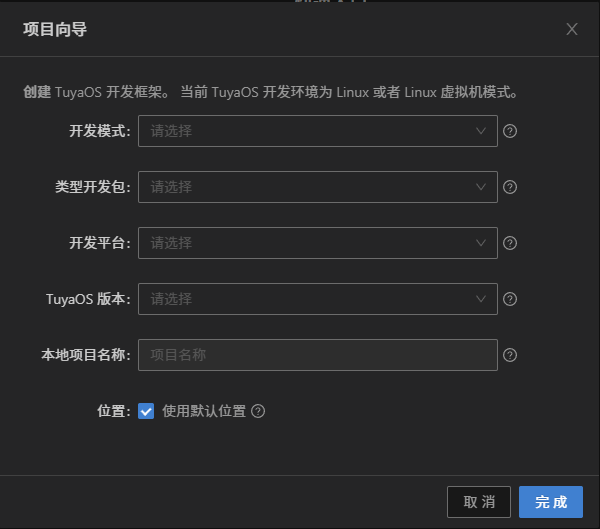 项目向导
创建 TuyaOS 开发框架。 当前 TuyaOS 开发环境为 Linux 或者 Linux 虚拟机模式。
开发模式: 请选择
类型开发包: 请选择
开发平台: 请选择
TuyaOS 版本: 请选择
本地项目名称: 项目名称
位置: 使用默认位置
取 消 完 成